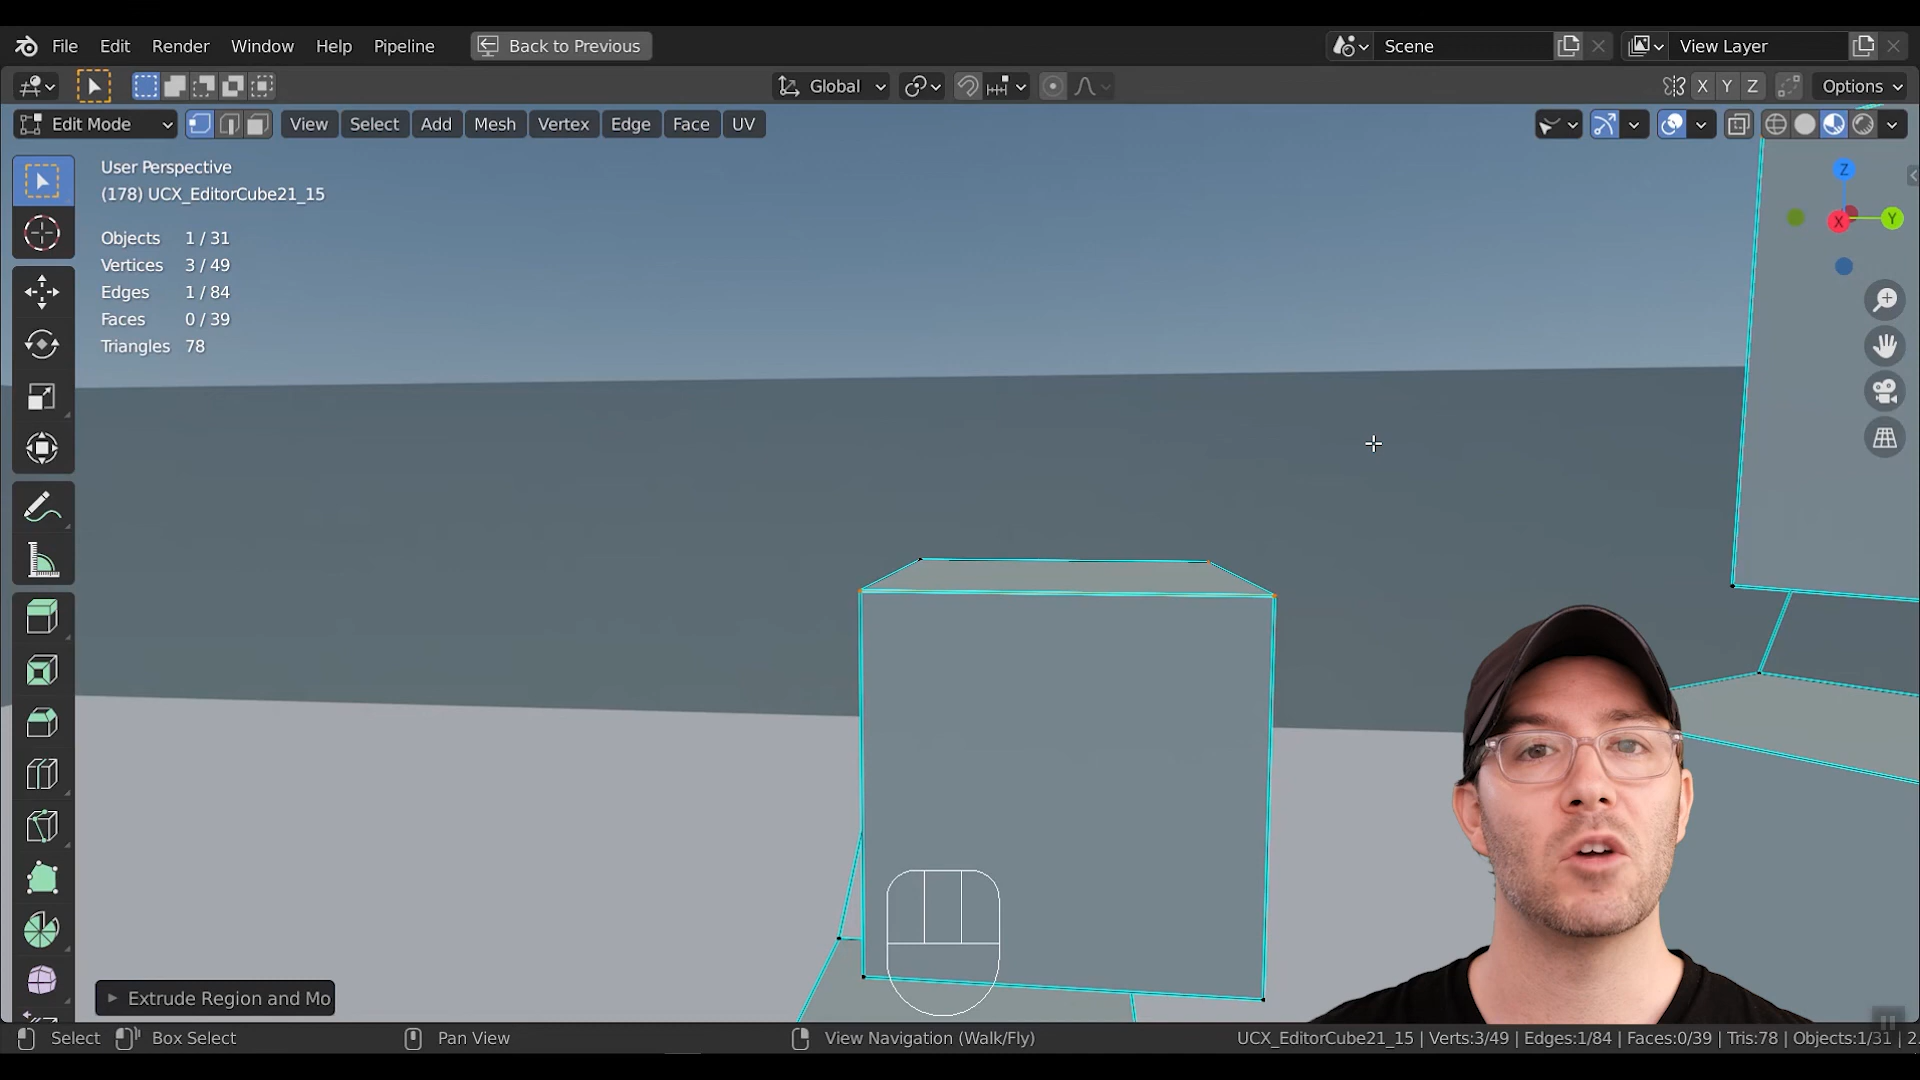 File Edit Render Window Help Pipeline Back to Previous Scene View Layer
Global X Y Z Options
Edit Mode View Select Add Mesh Vertex Edge Face UV
User Perspective
(178) UCX_EditorCube21_15
Objects 1 / 31
Vertices 3 / 49
Edges 1 / 84
Faces 0 / 39
Triangles 78
Z
X Y
Extrude Region and Mo
Select Box Select Pan View View Navigation (Walk/Fly) UCX_EditorCube21_15 | Verts:3/49 | Edges:1/84 | Faces:0/39 | Tris:78 | Objects:1/31 | 2.